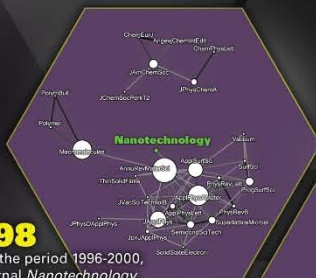 ChemEurJ
AngewChemIntEdit
ChemPhysLett
JAmChemSoc
JPhysChemA
JChemSocPerkT2
PolymBull
Polymer
Macromolecules
Nanotechnology
Vacuum
ApplSurfSci
SurfSci
AnnuRevMaterSci
ThinSolidFilms
PhysRevLett
ProgSurfSci
JVacSciTechnolB
ApplPhysLett
PhysRevB
JPhysDApplPhys
SuperlatticeMicrost
SemicondSciTech
JpnJApplPhys
SolidStateElectron
98
the period 1996-2000,
rnal Nanotechnology